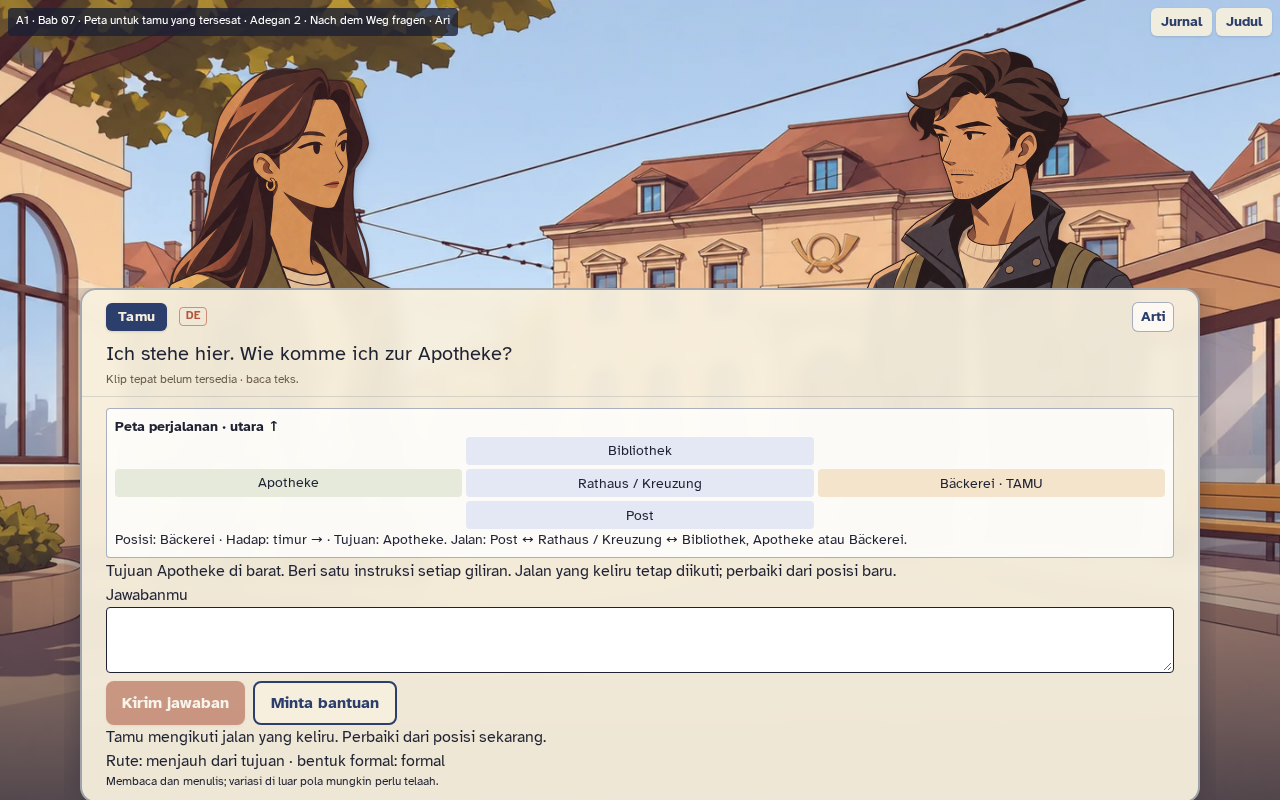 A1 · Bab 07 · Peta untuk tamu yang tersesat · Adegan 2 · Nach dem Weg fragen · Ari
Jurnal
Judul
Tamu
DE
Arti
Ich stehe hier. Wie komme ich zur Apotheke?
Klip tepat belum tersedia · baca teks.
Peta perjalanan · utara ↑
Bibliothek
Apotheke
Rathaus / Kreuzung
Bäckerei · TAMU
Post
Posisi: Bäckerei · Hadap: timur → · Tujuan: Apotheke. Jalan: Post ↔ Rathaus / Kreuzung ↔ Bibliothek, Apotheke atau Bäckerei.
Tujuan Apotheke di barat. Beri satu instruksi setiap giliran. Jalan yang keliru tetap diikuti; perbaiki dari posisi baru.
Jawabanmu
Kirim jawaban
Minta bantuan
Tamu mengikuti jalan yang keliru. Perbaiki dari posisi sekarang.
Rute: menjauh dari tujuan · bentuk formal: formal
Membaca dan menulis; variasi di luar pola mungkin perlu telaah.